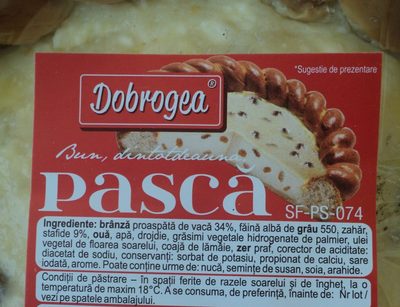 *Sugestie de prezentare
Dobrogea®
Bun, dintotdeauna
pască
SF-PS-074
Ingrediente: brânză proaspătă de vacă 34%, făină albă de grâu 550, zahăr,
stafide 9%, ouă, apă, drojdie, grăsimi vegetale hidrogenate de palmier, ulei
vegetal de floarea soarelui, coajă de lămâie, zer praf, corector de aciditate:
diacetat de sodiu, conservanți: sorbat de potasiu, propionat de calciu, sare
iodată, arome. Poate conține urme de: nucă, semințe de susan, soia, arahide.
Condiții de păstrare – în spații ferite de razele soarelui și de îngheț, la o
temperatură de maxim 18°C. A se consuma, de preferință, înainte de: Nr lot /
vezi pe spatele ambalajului.